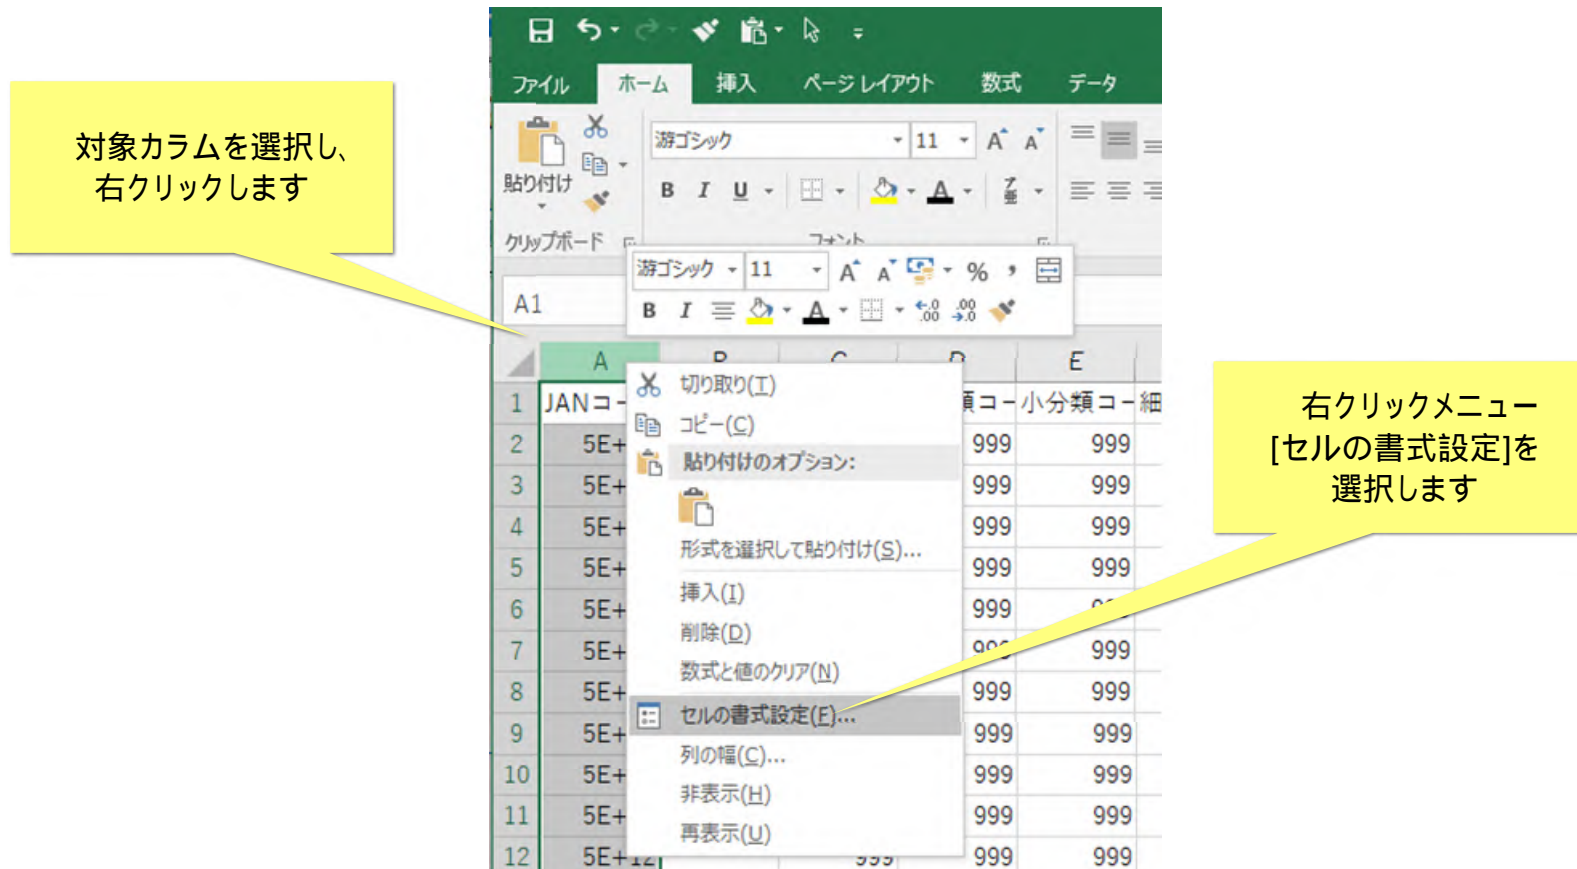 ファイル ホーム 挿入 ページ レイアウト 数式 データ
対象カラムを選択し、
右クリックします
游ゴシック 11
貼り付け
B I U
クリップボード フォント
游ゴシック 11 %
B I A
A1
A B C D E
1 JANコー 類コー 小分類コー 細
2 5E+ 999 999
3 5E+ 999 999
4 5E+ 999 999
5 5E+ 999 999
6 5E+ 999 999
7 5E+ 999 999
8 5E+ 999 999
9 5E+ 999 999
10 5E+ 999 999
11 5E+ 999 999
12 5E+12 999 999 999
切り取り(T)
コピー(C)
貼り付けのオプション:
形式を選択して貼り付け(S)...
挿入(I)
削除(D)
数式と値のクリア(N)
セルの書式設定(F)...
列の幅(C)...
非表示(H)
再表示(U)
右クリックメニュー
[セルの書式設定]を
選択します